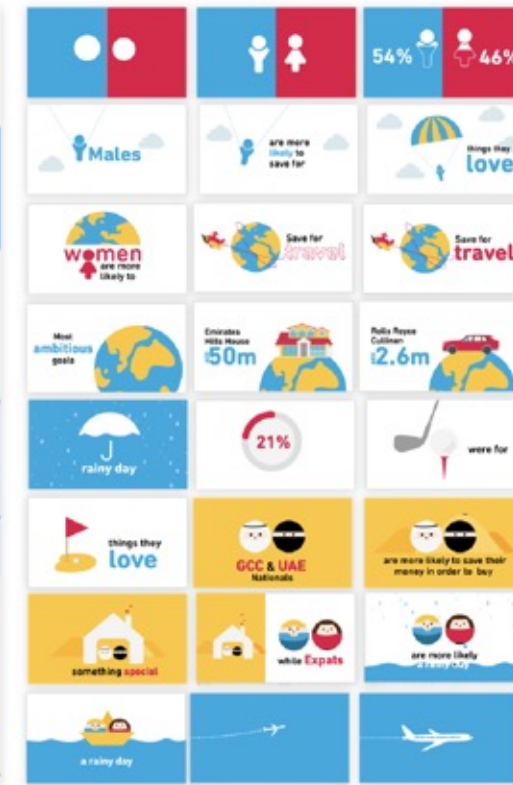 54%
46%
Males
are more
likely to
save for
things they
love
women
are more
likely to
Save for
travel
Save for
travel
Most
ambitious
goals
Emirates
Hills House
50m
Rolls Royce
Cullinan
2.6m
rainy day
21%
were for
things they
love
GCC & UAE
Nationals
are more likely to save their
money in order to buy
something special
while Expats
are more likely
a rainy day
a rainy day